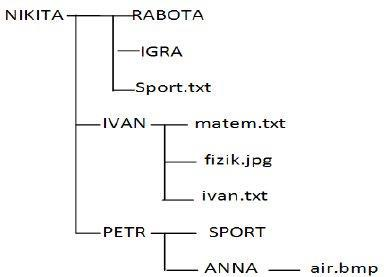 NIKITA RABOTA
IGRA
Sport.txt
IVAN matem.txt
fizik.jpg
ivan.txt
PETR SPORT
ANNA air.bmp